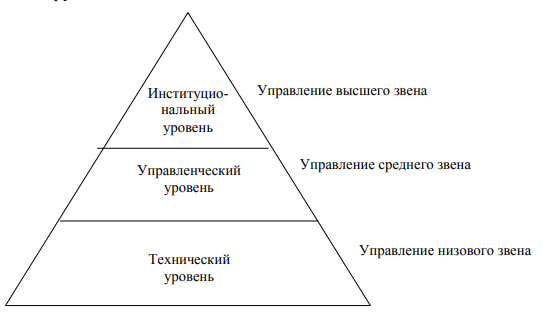 Институцио-
нальный
уровень
Управление высшего звена
Управленческий
уровень
Управление среднего звена
Технический
уровень
Управление низового звена